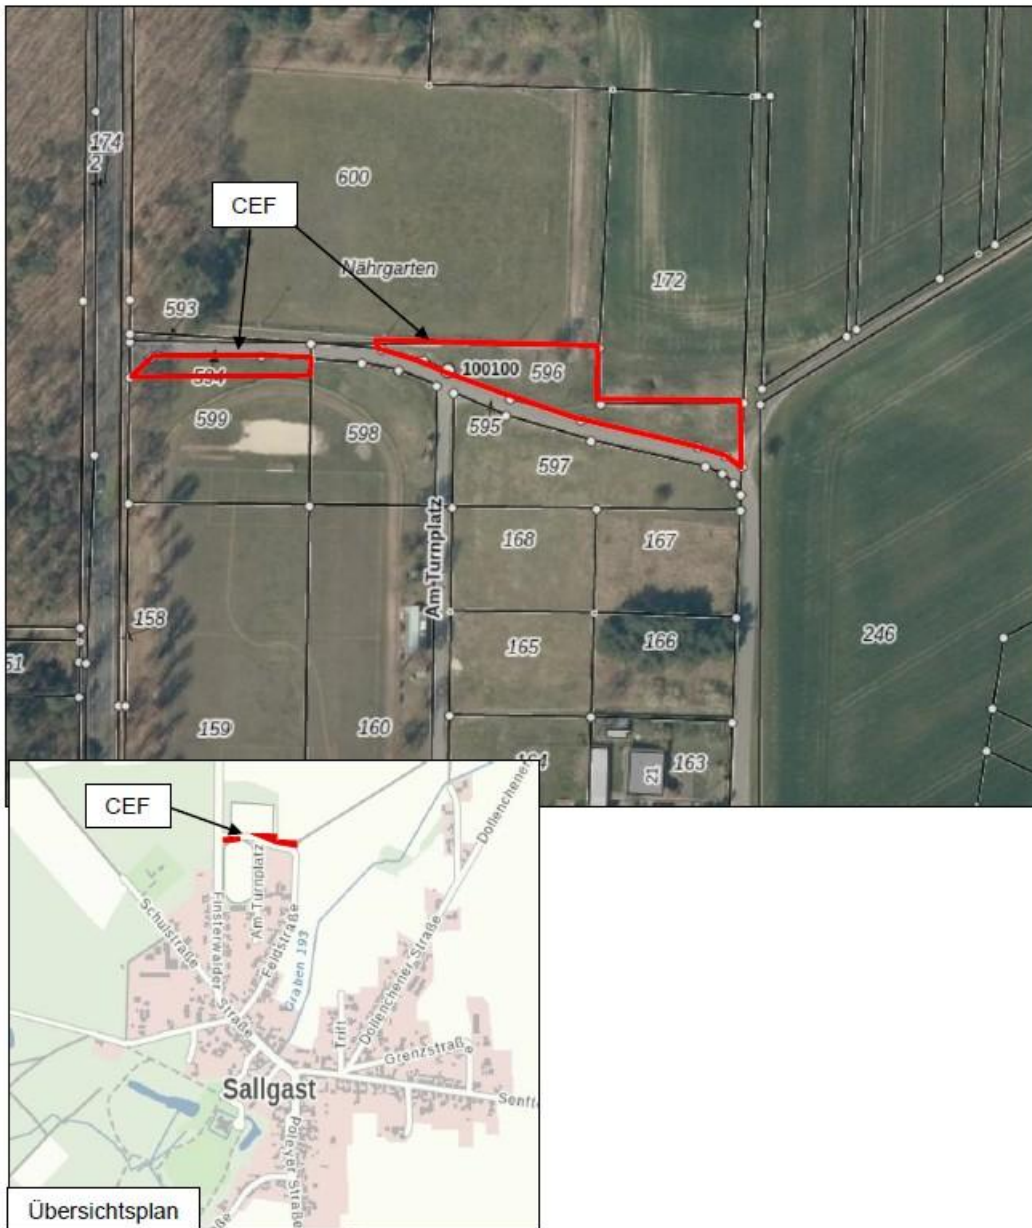 174
2
600
CEF
Nährgarten
172
593
100100
596
594
599
598
595
597
Am Turnplatz
168
167
158
165
166
246
51
159
160
164
163
21
CEF
Dollenchener
Am Turnplatz
Schulstraße
Finsterwalder
Straße
Feldstraße
Graben 193
Dollenchener Straße
Trift
Grenzstraße
Sallgast
Senfte
Poleyer Straße
Übersichtsplan